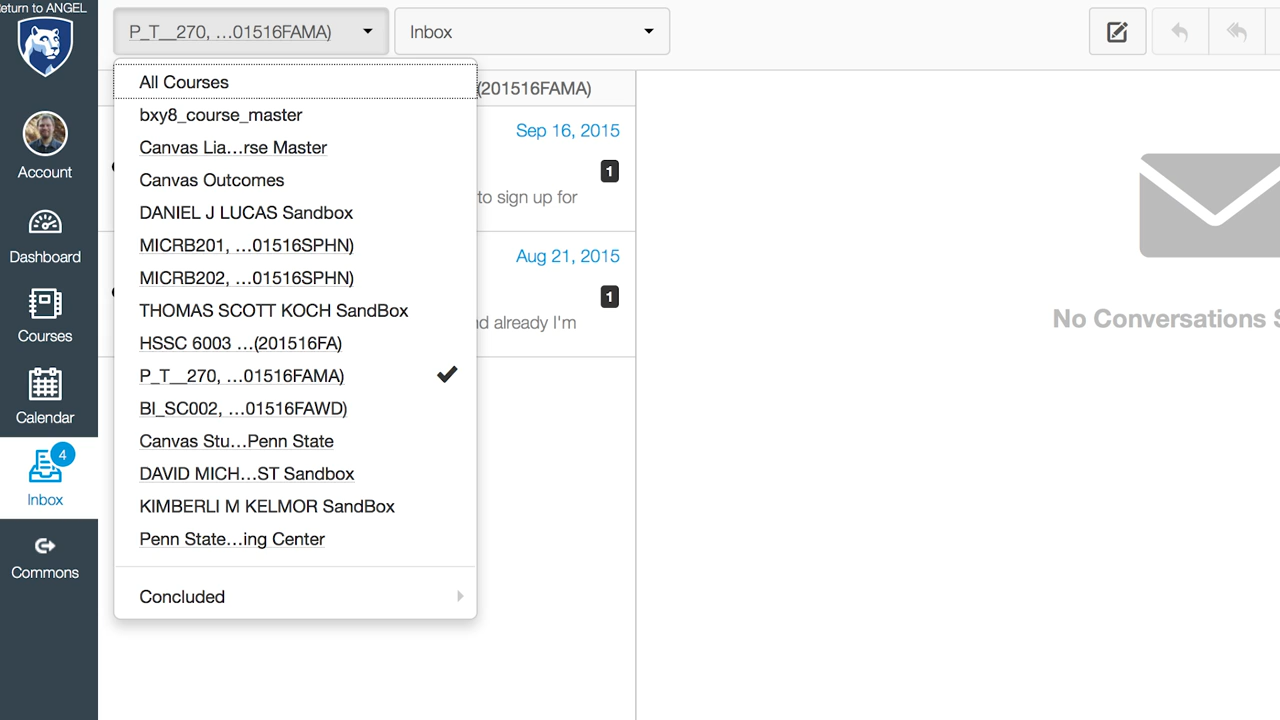 eturn to ANGEL
Account
Dashboard
Courses
Calendar
4
Inbox
Commons
P_T__270, ...01516FAMA)
Inbox
All Courses
bxy8_course_master
Canvas Lia...rse Master
Canvas Outcomes
DANIEL J LUCAS Sandbox
MICRB201, ...01516SPHN)
MICRB202, ...01516SPHN)
THOMAS SCOTT KOCH SandBox
HSSC 6003 ...(201516FA)
P_T__270, ...01516FAMA)
BI_SC002, ...01516FAWD)
Canvas Stu...Penn State
DAVID MICH...ST Sandbox
KIMBERLI M KELMOR SandBox
Penn State...ing Center
Concluded
(201516FAMA)
Sep 16, 2015
1
to sign up for
Aug 21, 2015
1
d already I'm
No Conversations S